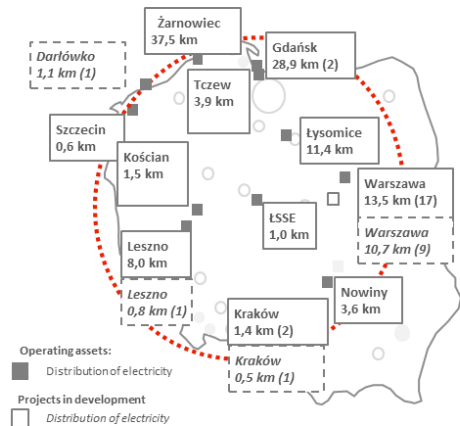 Żarnowiec
37,5 km
Gdańsk
28,9 km (2)
Darłówko
1,1 km (1)
Tczew
3,9 km
Szczecin
0,6 km
Łysomice
11,4 km
Kościan
1,5 km
Warszawa
13,5 km (17)
Warszawa
10,7 km (9)
ŁSSE
1,0 km
Leszno
8,0 km
Leszno
0,8 km (1)
Nowiny
3,6 km
Kraków
1,4 km (2)
Kraków
0,5 km (1)
Operating assets:
Distribution of electricity
Projects in development
Distribution of electricity